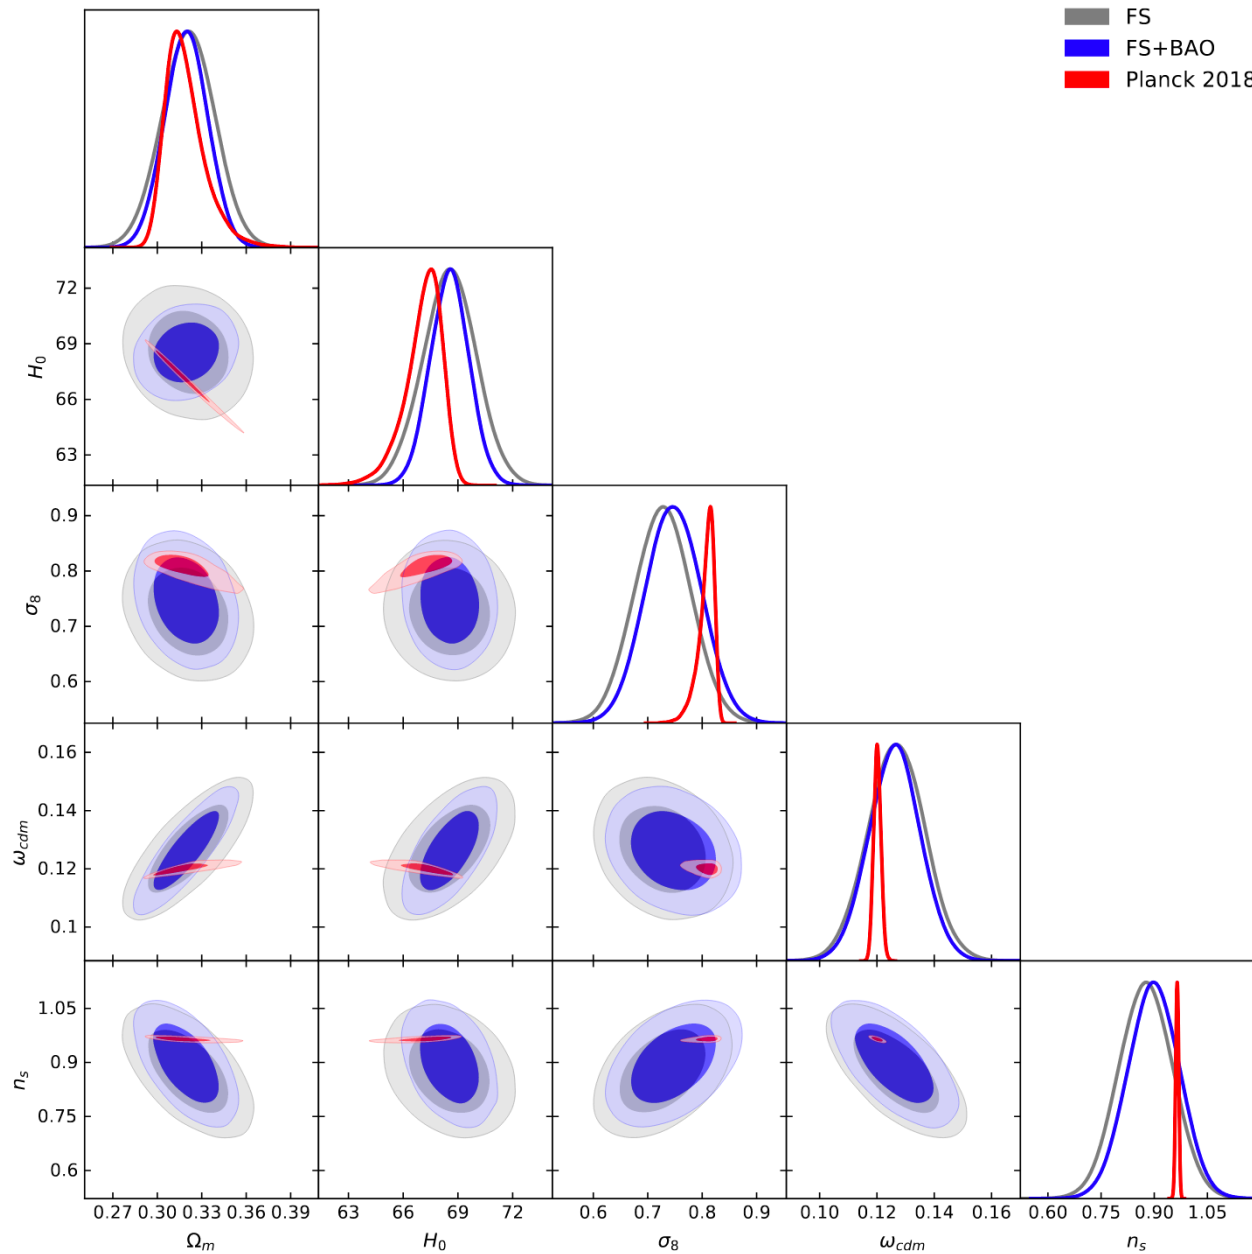 FS
FS+BAO
Planck 2018
72
69
66
63
H₀
0.9
0.8
0.7
0.6
σ₈
0.16
0.14
0.12
0.1
ω_cdm
1.05
0.9
0.75
0.6
n_s
0.27 0.30 0.33 0.36 0.39
63 66 69 72
0.6 0.7 0.8 0.9
0.10 0.12 0.14 0.16
0.60 0.75 0.90 1.05
Ω_m
H₀
σ₈
ω_cdm
n_s